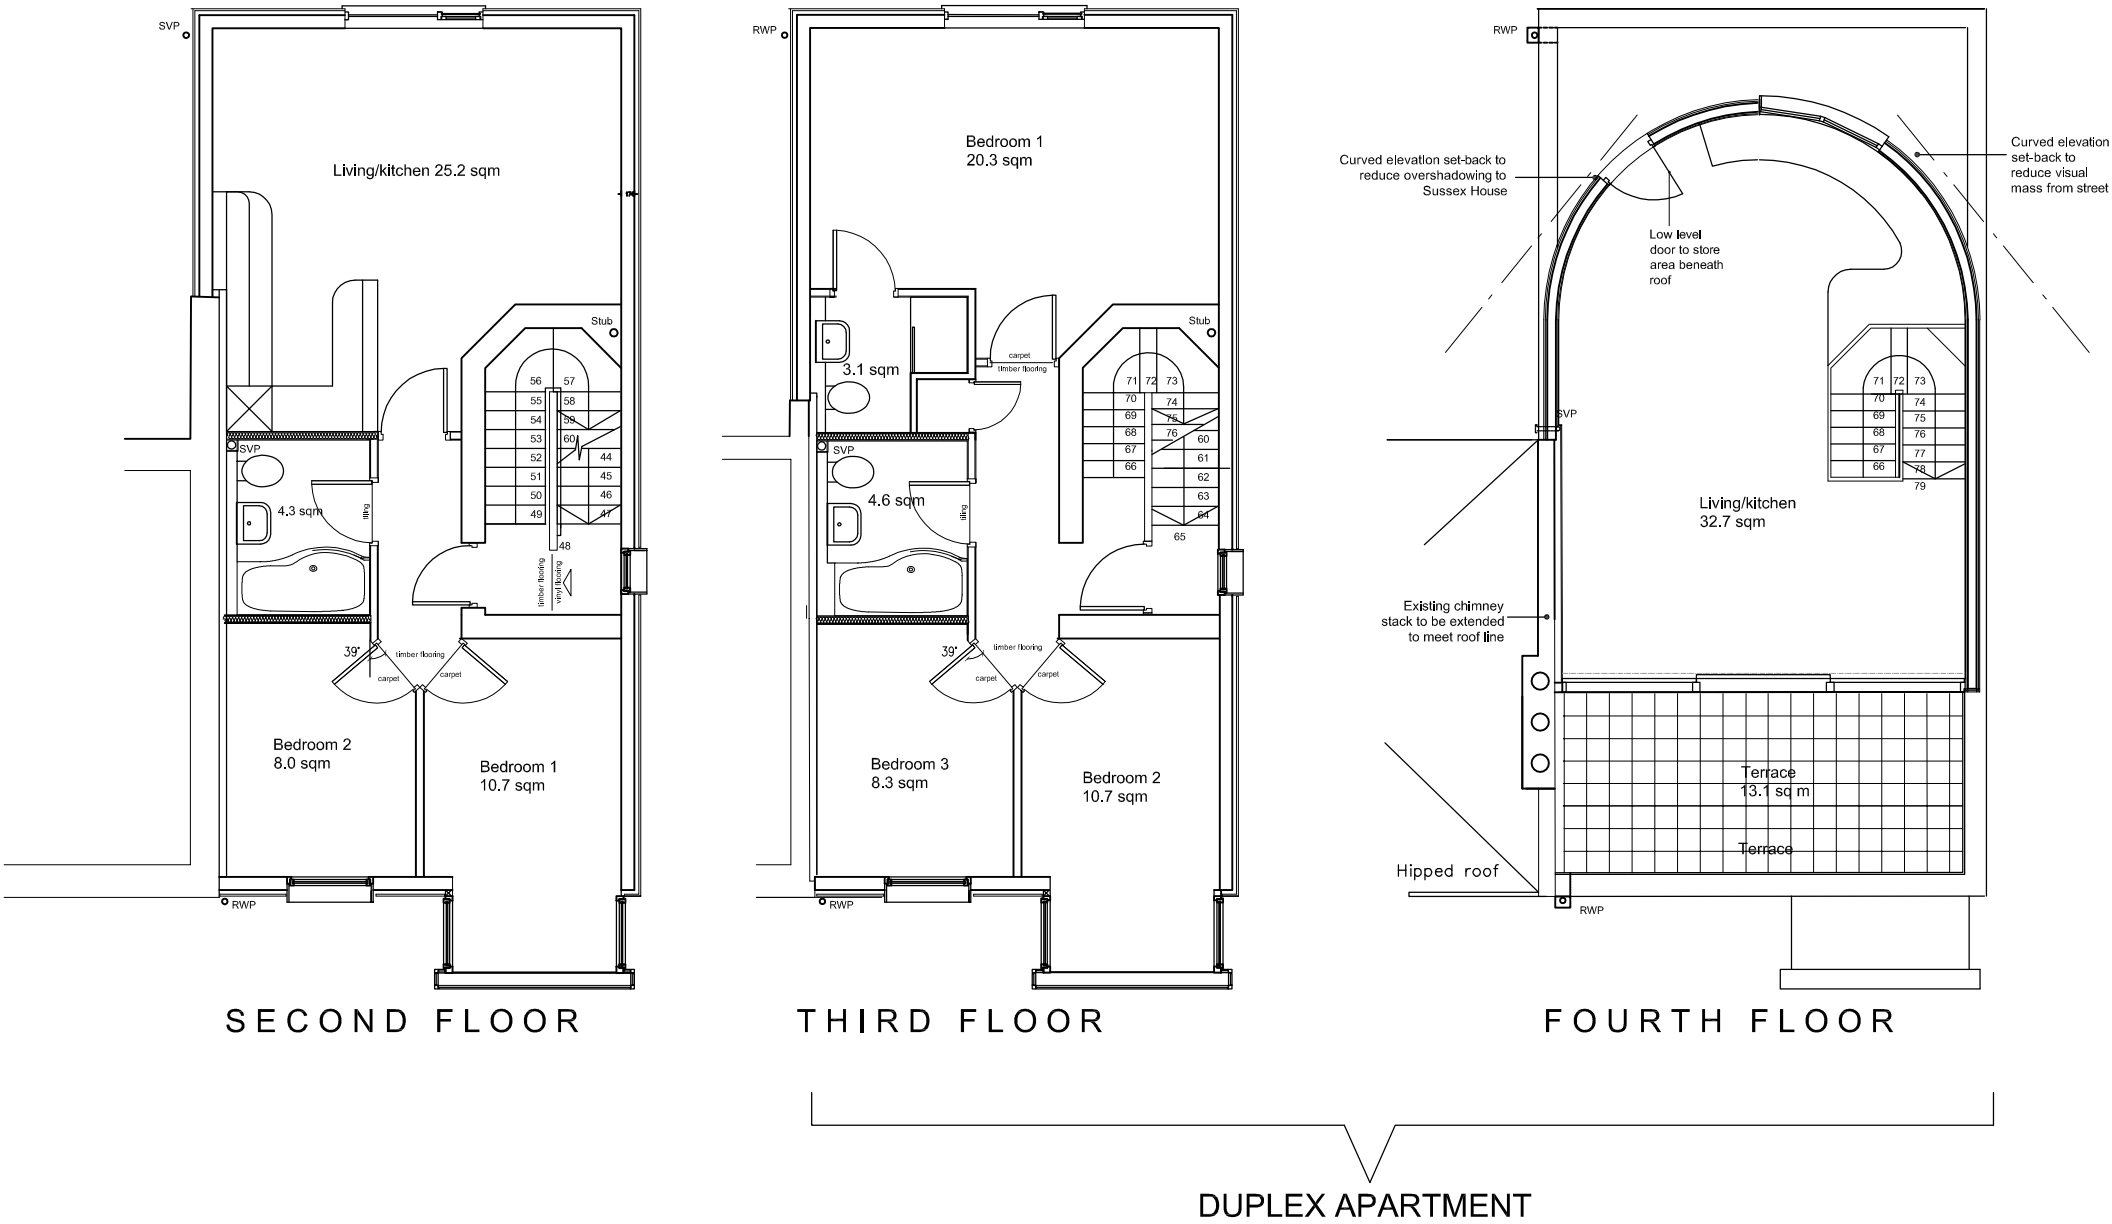 SVP
Living/kitchen 25.2 sqm
Stub
56 57
55 58
54 59
53 60
52 44
51 45
50 46
49 47
48
SVP
4.3 sqm
tiling
timber flooring
vinyl flooring
39°
timber flooring
carpet
carpet
Bedroom 2
8.0 sqm
Bedroom 1
10.7 sqm
RWP
SECOND FLOOR
RWP
Bedroom 1
20.3 sqm
Stub
carpet
timber flooring
3.1 sqm
71 72 73
70 74
69 75
68 76 60
67 61
66 62
63
64
65
SVP
4.6 sqm
tiling
39°
timber flooring
carpet
carpet
Bedroom 3
8.3 sqm
Bedroom 2
10.7 sqm
RWP
THIRD FLOOR
RWP
Curved elevation set-back to
reduce overshadowing to
Sussex House
Curved elevation
set-back to
reduce visual
mass from street
Low level
door to store
area beneath
roof
SVP
71 72 73
70 74
69 75
68 76
67 77
66 78
79
Living/kitchen
32.7 sqm
Existing chimney
stack to be extended
to meet roof line
Terrace
13.1 sq m
Terrace
Hipped roof
RWP
FOURTH FLOOR
DUPLEX APARTMENT